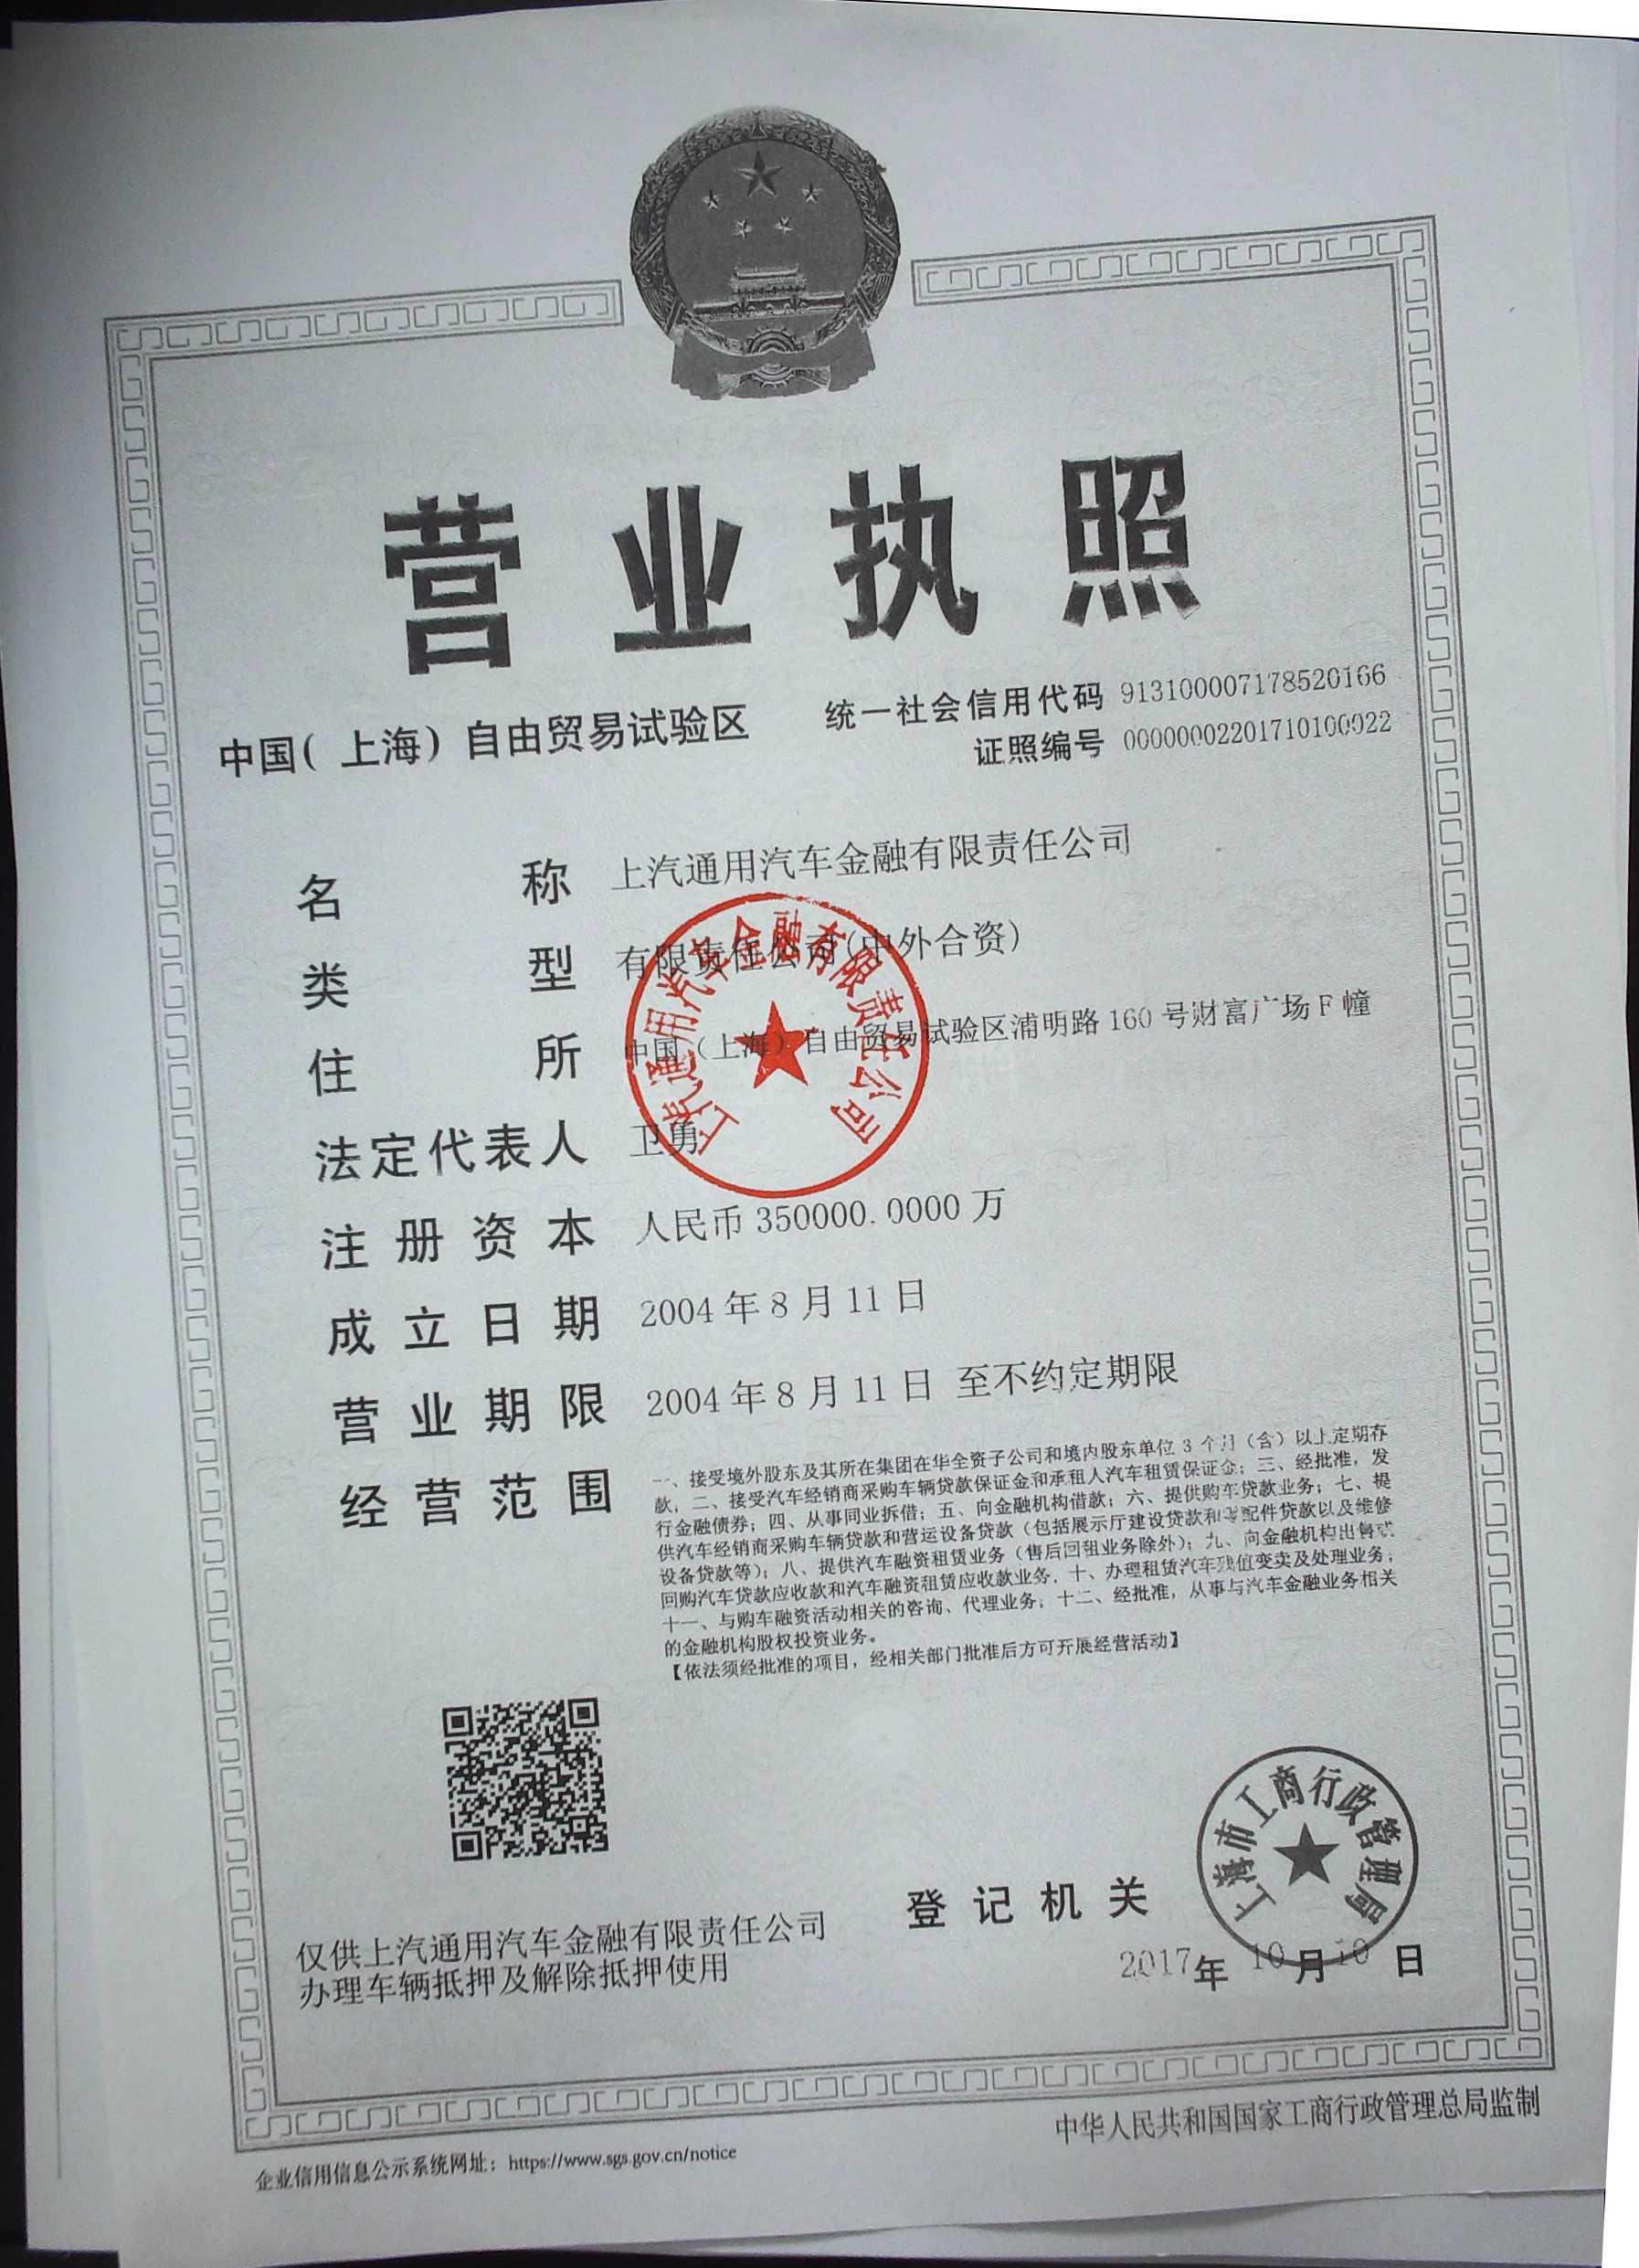 营业执照
中国(上海)自由贸易试验区
统一社会信用代码 913100007178520166
证照编号 00000002201710100022
名称 上汽通用汽车金融有限责任公司
类型 有限责任公司(中外合资)
住所 中国(上海)自由贸易试验区浦明路160号财富广场F幢
法定代表人 卫勇
注册资本 人民币350000.0000万
成立日期 2004年8月11日
营业期限 2004年8月11日 至不约定期限
经营范围 一、接受境外股东及其所在集团在华全资子公司和境内股东单位3个月(含)以上定期存
款,二、接受汽车经销商采购车辆贷款保证金和承租人汽车租赁保证金;三、经批准,发
行金融债券;四、从事同业拆借;五、向金融机构借款;六、提供购车贷款业务;七、提
供汽车经销商采购车辆贷款和营运设备贷款(包括展示厅建设贷款和零配件贷款以及维修
设备贷款等);八、提供汽车融资租赁业务(售后回租业务除外);九、向金融机构出售或
回购汽车贷款应收款和汽车融资租赁应收款业务.十、办理租赁汽车残值变卖及处理业务;
十一、与购车融资活动相关的咨询、代理业务;十二、经批准,从事与汽车金融业务相关
的金融机构股权投资业务。
【依法须经批准的项目,经相关部门批准后方可开展经营活动】
上汽通用汽车金融有限责任公司
仅供上汽通用汽车金融有限责任公司
办理车辆抵押及解除抵押使用
登记机关
上海市工商行政管理局
2017年10月10日
企业信用信息公示系统网址:https://www.sgs.gov.cn/notice
中华人民共和国国家工商行政管理总局监制